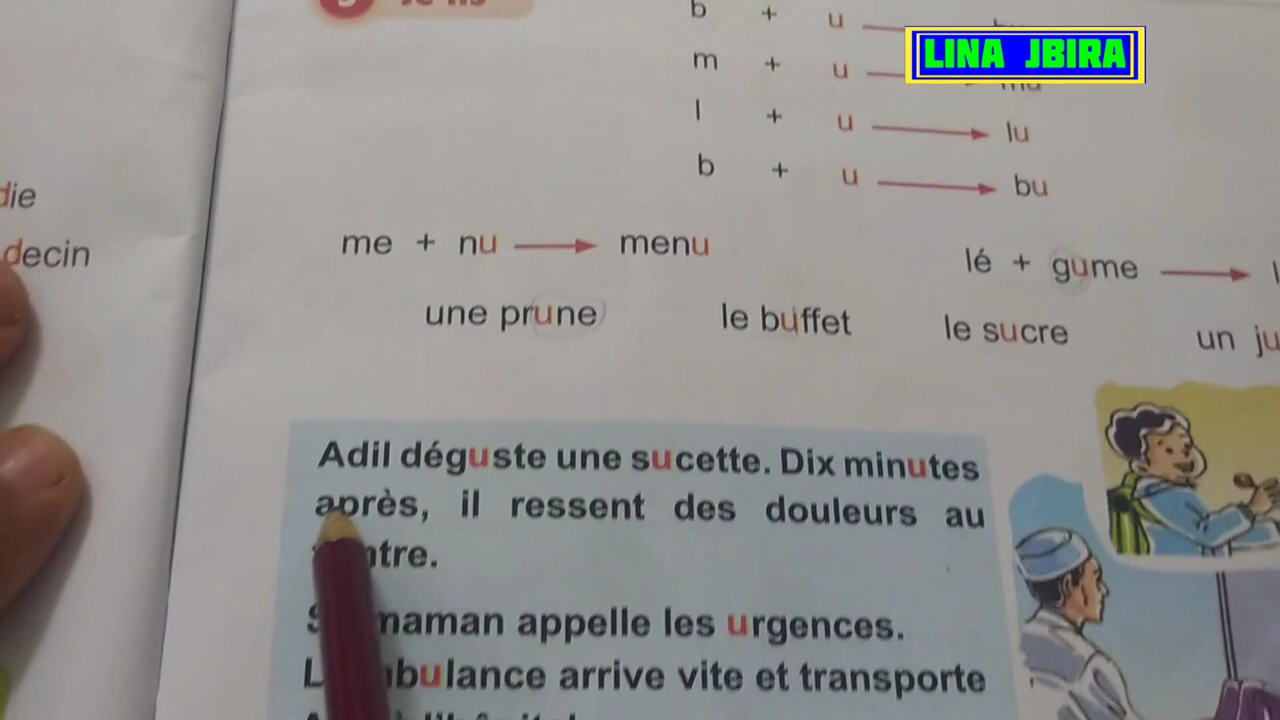 b + u
LINA JBIRA
m + u
l + u lu
b + u bu
die
decin
me + nu menu
lé + gume
une prune le buffet le sucre un ju
Adil déguste une sucette. Dix minutes
après, il ressent des douleurs au
ntre.
maman appelle les urgences.
L bulance arrive vite et transporte